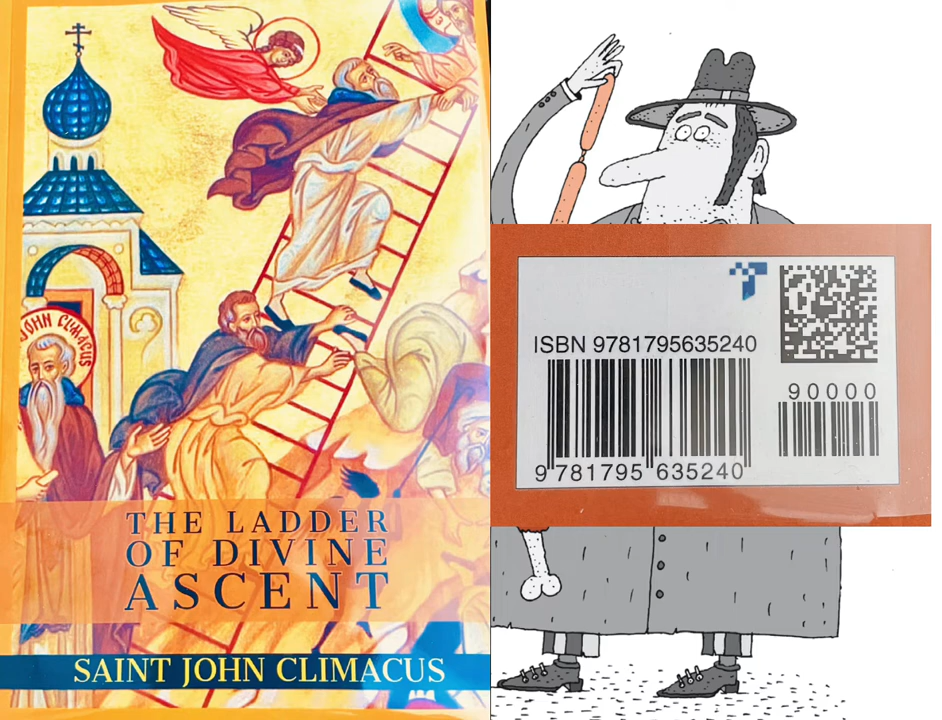 JOHN CLIMACUS
THE LADDER
OF DIVINE
ASCENT
SAINT JOHN CLIMACUS
ISBN 9781795635240
90000
9 781795 635240